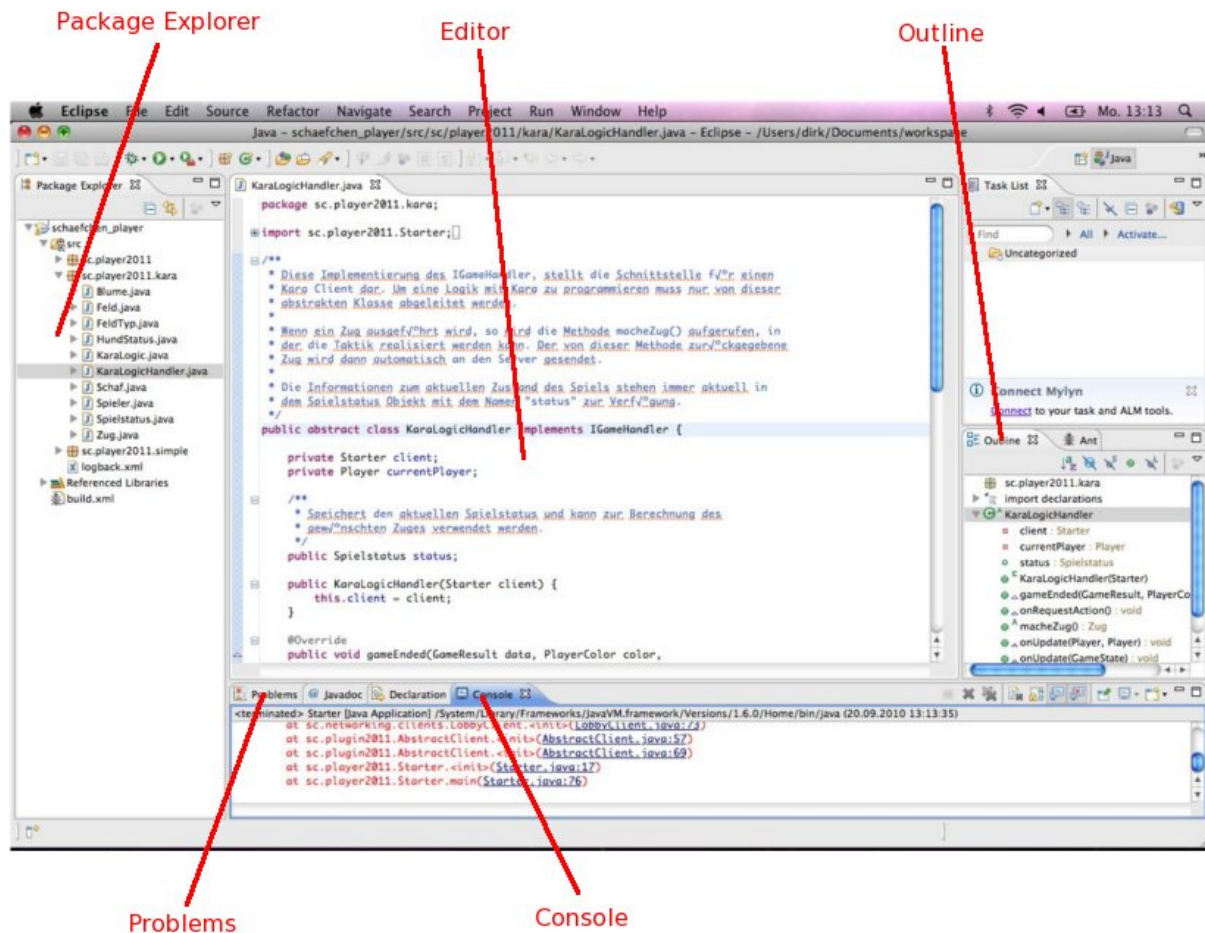 Package Explorer
Editor
Outline
Eclipse File Edit Source Refactor Navigate Search Project Run Window Help
Mo. 13:13
Java – schaefchen_player/src/sc/player2011/kara/KaraLogicHandler.java – Eclipse – /Users/dirk/Documents/workspace
Java
Package Explorer
schaefchen_player
src
sc.player2011
sc.player2011.kara
Blume.java
Feld.java
FeldTyp.java
HundStatus.java
KaraLogic.java
KaraLogicHandler.java
Schaf.java
Spieler.java
Spielstatus.java
Zug.java
sc.player2011.simple
logback.xml
Referenced Libraries
build.xml
KaraLogicHandler.java
package sc.player2011.kara;
import sc.player2011.Starter;
/**
* Diese Implementierung des IGameHandler, stellt die Schnittstelle f√ºr einen
* Kara Client dar. Um eine Logik mit Kara zu programmieren muss nur von dieser
* abstrakten Klasse abgeleitet werden.
*
* Wenn ein Zug ausgef√ºhrt wird, so wird die Methode macheZug() aufgerufen, in
* der die Taktik realisiert werden kann. Der von dieser Methode zur√ºckgegebene
* Zug wird dann automatisch an den Server gesendet.
*
* Die Informationen zum aktuellen Zustand des Spiels stehen immer aktuell in
* dem Spielstatus Objekt mit dem Namen "status" zur Verf√ºgung.
*/
public abstract class KaraLogicHandler implements IGameHandler {
private Starter client;
private Player currentPlayer;
/**
* Speichert den aktuellen Spielstatus und kann zur Berechnung des
* gew√ºnschten Zuges verwendet werden.
*/
public Spielstatus status;
public KaraLogicHandler(Starter client) {
this.client = client;
}
@Override
public void gameEnded(GameResult data, PlayerColor color,
Task List
Find
All
Activate...
Uncategorized
Connect Mylyn
Connect to your task and ALM tools.
Outline Ant
sc.player2011.kara
import declarations
KaraLogicHandler
client : Starter
currentPlayer : Player
status : Spielstatus
KaraLogicHandler(Starter)
gameEnded(GameResult, PlayerCo
onRequestAction() : void
macheZug() : Zug
onUpdate(Player, Player) : void
onUpdate(GameState) : void
Problems @ Javadoc Declaration Console
<terminated> Starter [Java Application] /System/Library/Frameworks/JavaVM.framework/Versions/1.6.0/Home/bin/java (20.09.2010 13:13:35)
at sc.networking.clients.LobbyClient.<init>(LobbyClient.java:73)
at sc.plugin2011.AbstractClient.<init>(AbstractClient.java:57)
at sc.plugin2011.AbstractClient.<init>(AbstractClient.java:69)
at sc.player2011.Starter.<init>(Starter.java:17)
at sc.player2011.Starter.main(Starter.java:76)
Problems
Console